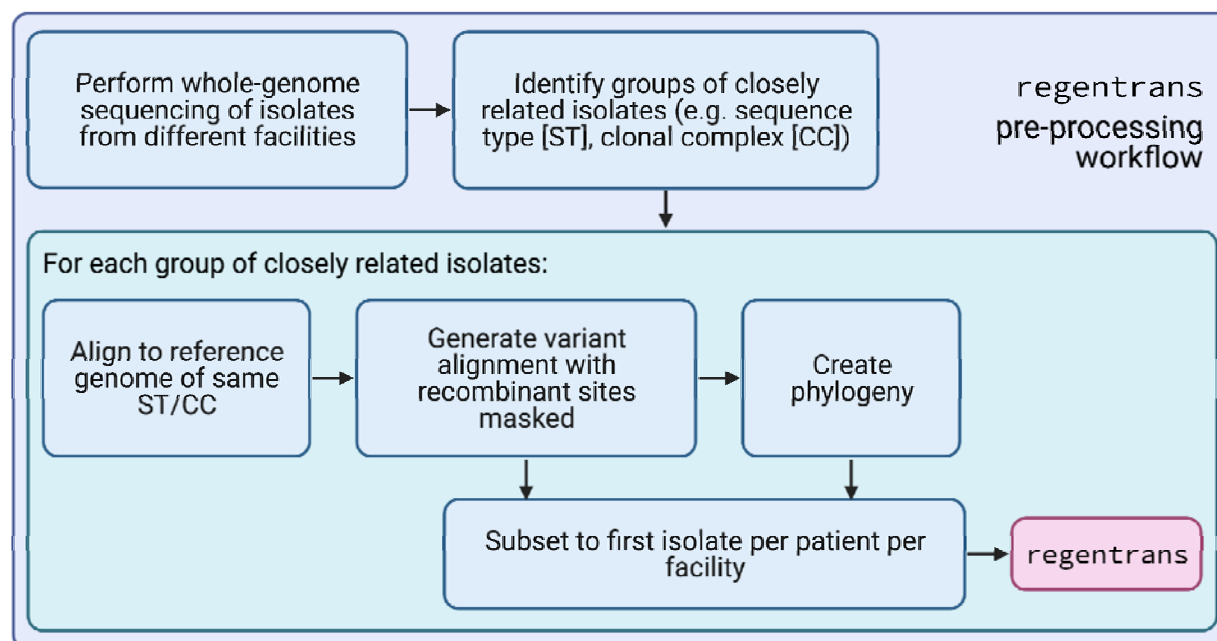 Perform whole-genome
sequencing of isolates
from different facilities
Identify groups of closely
related isolates (e.g. sequence
type [ST], clonal complex [CC])
regentrans
pre-processing
workflow
For each group of closely related isolates:
Align to reference
genome of same
ST/CC
Generate variant
alignment with
recombinant sites
masked
Create
phylogeny
Subset to first isolate per patient per
facility
regentrans